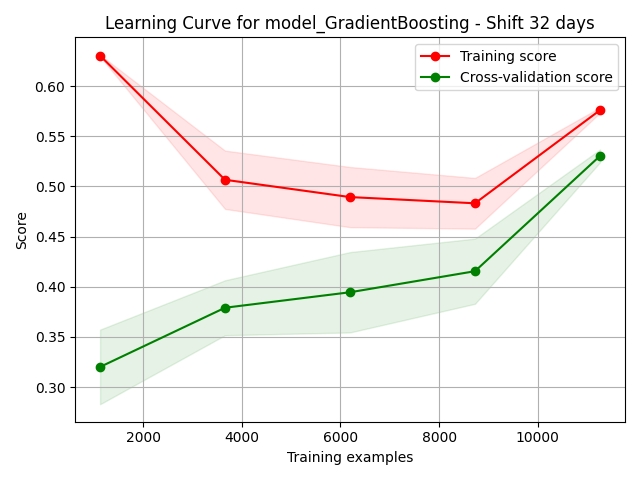 Learning Curve for model_GradientBoosting - Shift 32 days
Training score
Cross-validation score
Score
0.60
0.55
0.50
0.45
0.40
0.35
0.30
2000
4000
6000
8000
10000
Training examples